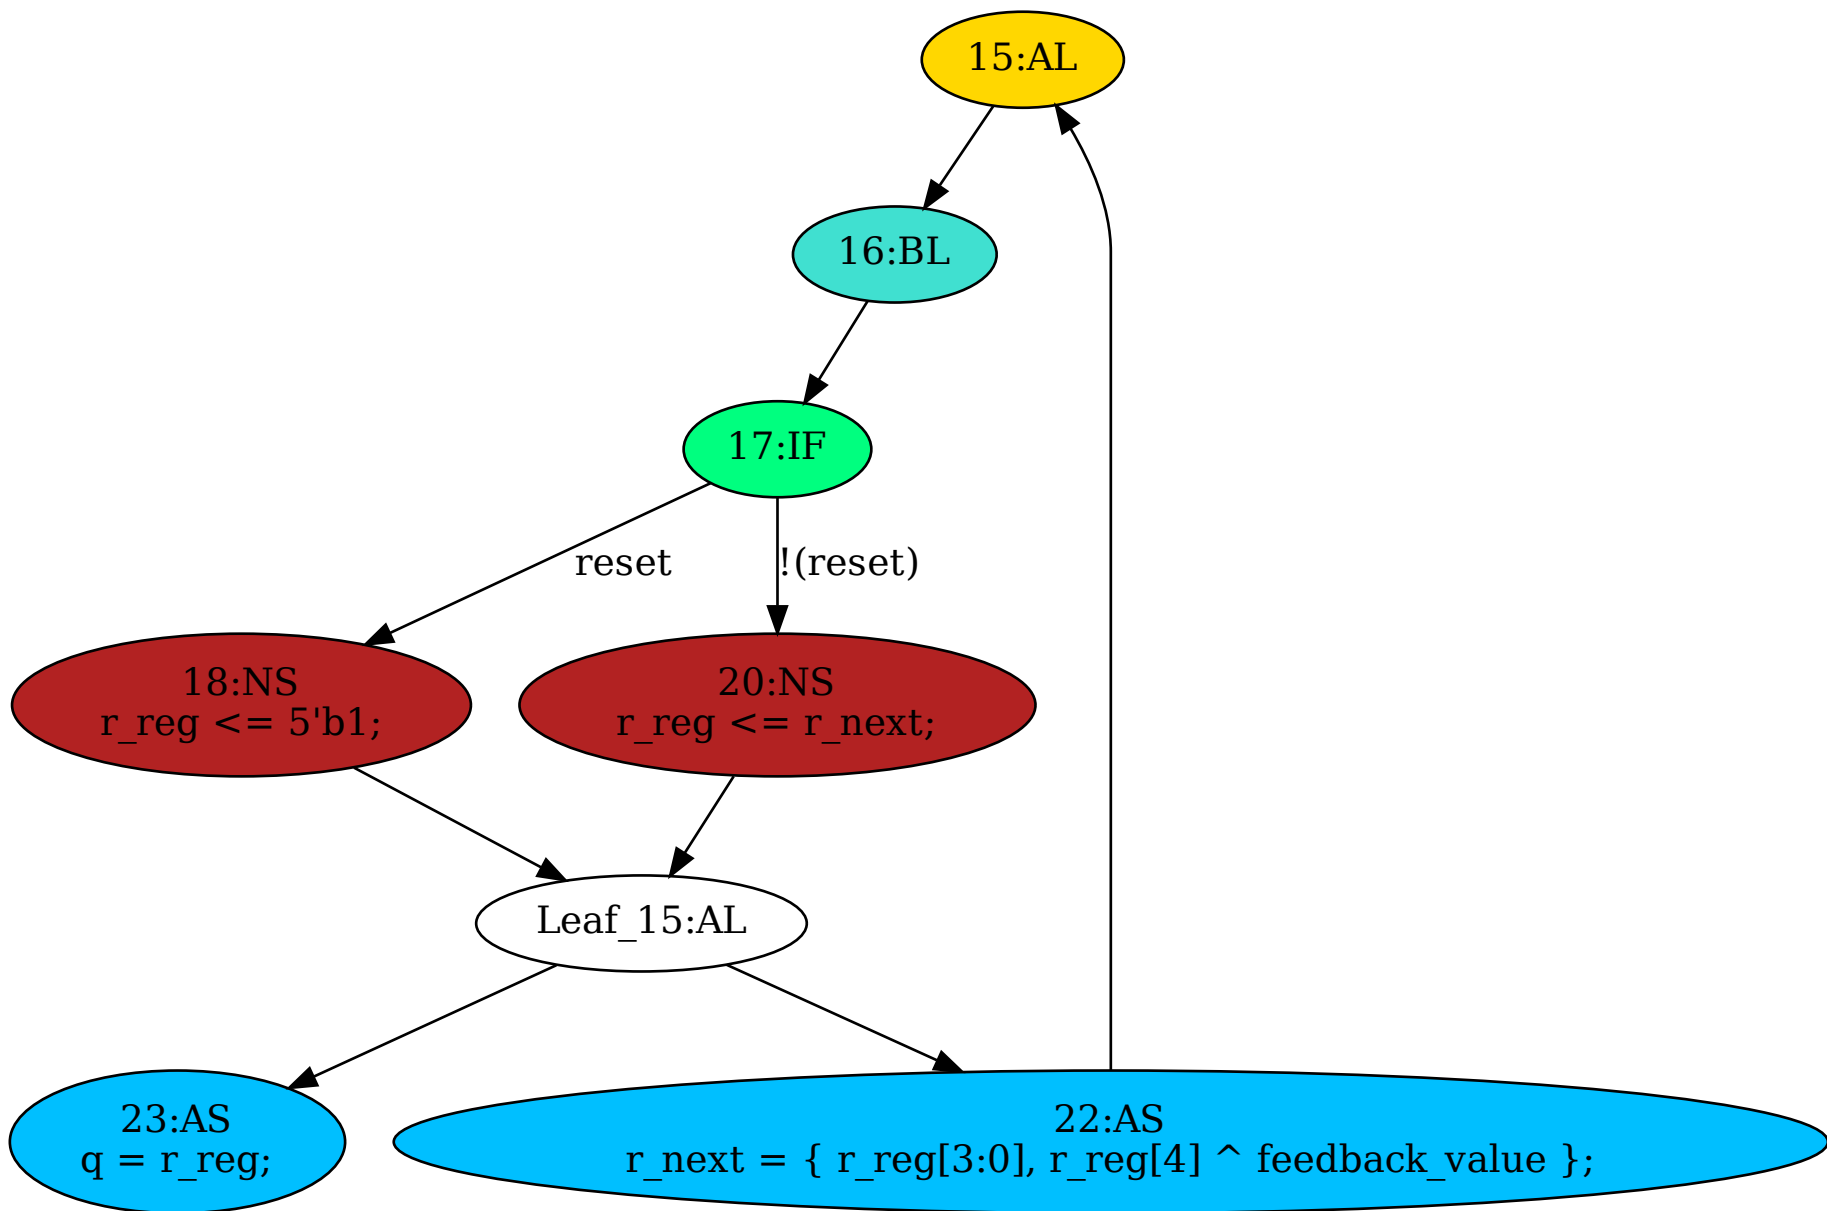 15:AL
16:BL
17:IF
reset
!(reset)
18:NS
r_reg <= 5'b1;
20:NS
r_reg <= r_next;
Leaf_15:AL
23:AS
q = r_reg;
22:AS
r_next = { r_reg[3:0], r_reg[4] ^ feedback_value };